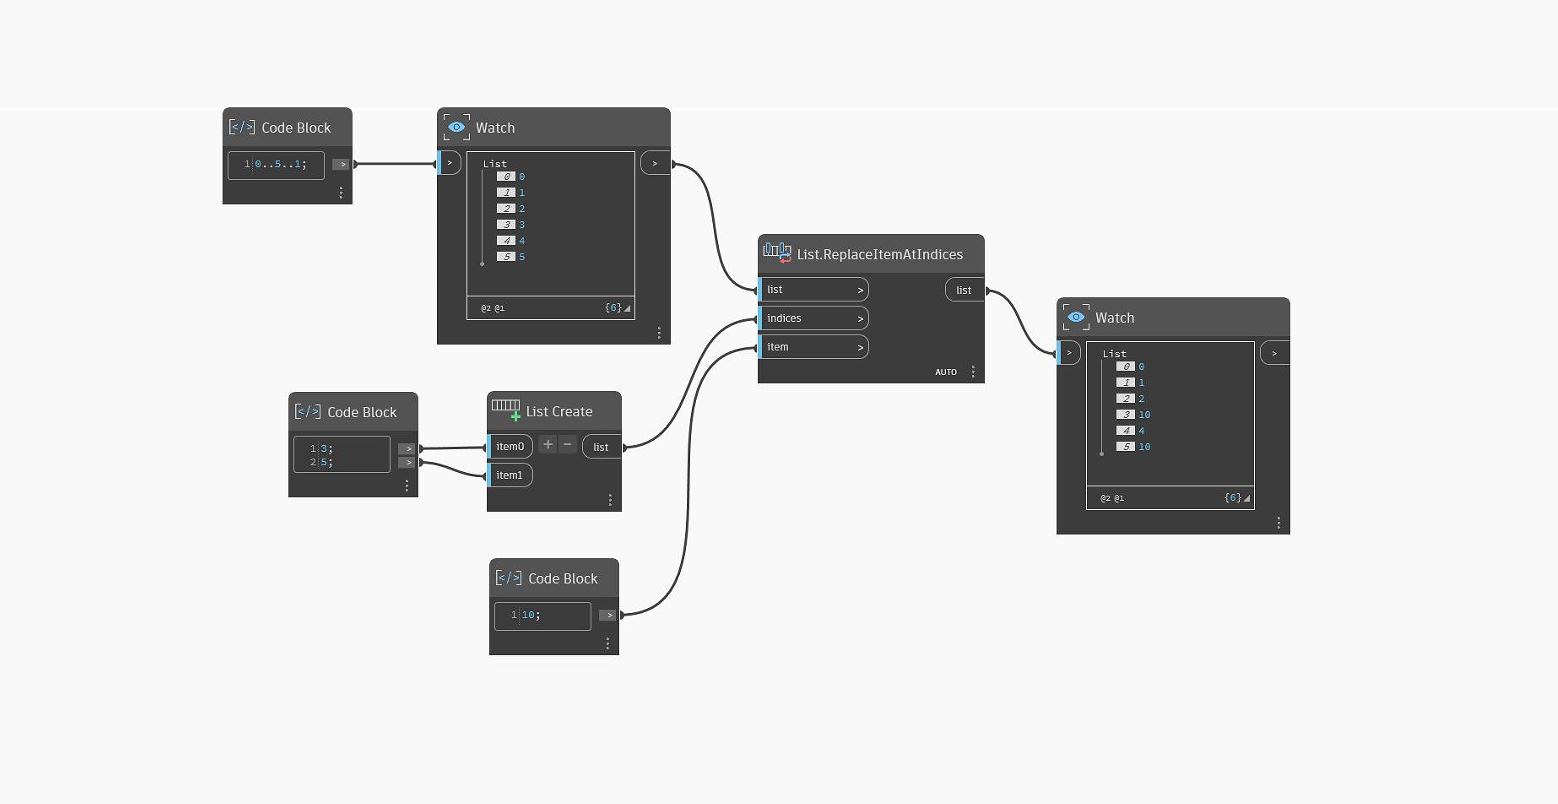 </> Code Block
1 0..5..1; >
Watch
> >
List
0 0
1 1
2 2
3 3
4 4
5 5
@2 @1 {6}
List.ReplaceItemAtIndices
list > list
indices >
item >
AUTO
Watch
> >
List
0 0
1 1
2 2
3 10
4 4
5 10
@2 @1 {6}
</> Code Block
1 3; >
2 5; >
List Create
item0 + - list
item1
</> Code Block
1 10; >